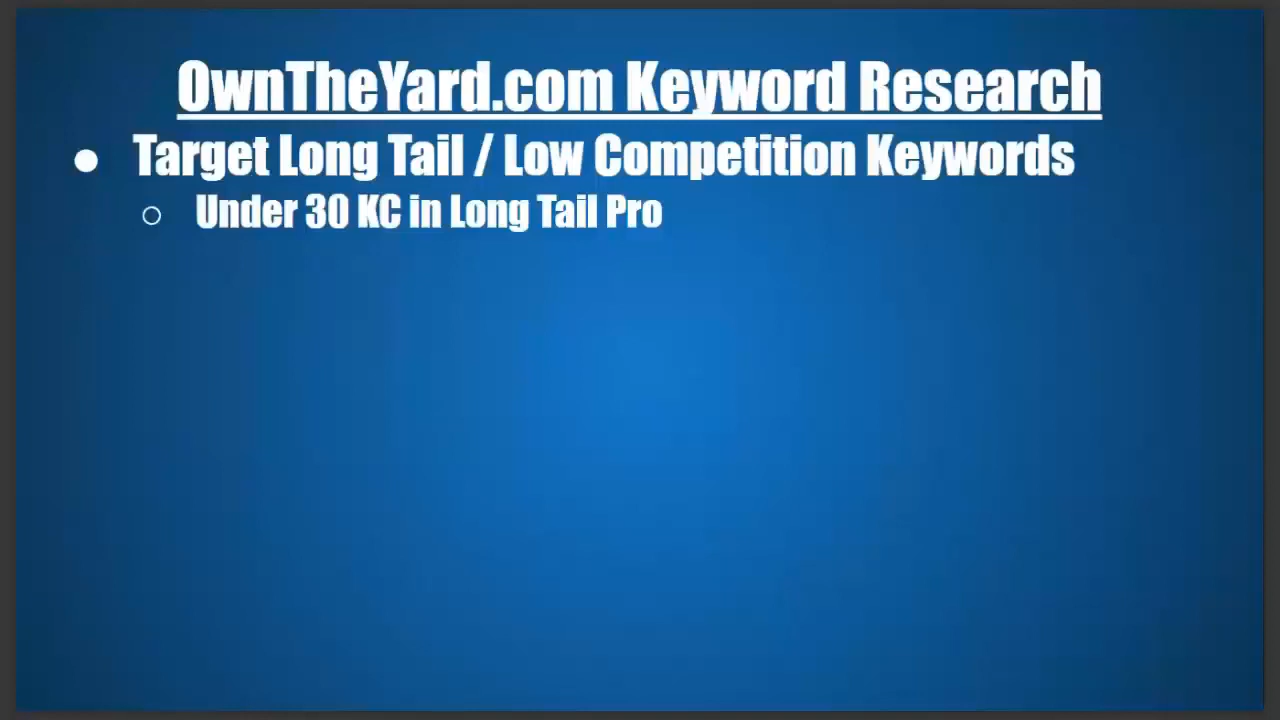 OwnTheYard.com Keyword Research
● Target Long Tail / Low Competition Keywords
○ Under 30 KC in Long Tail Pro